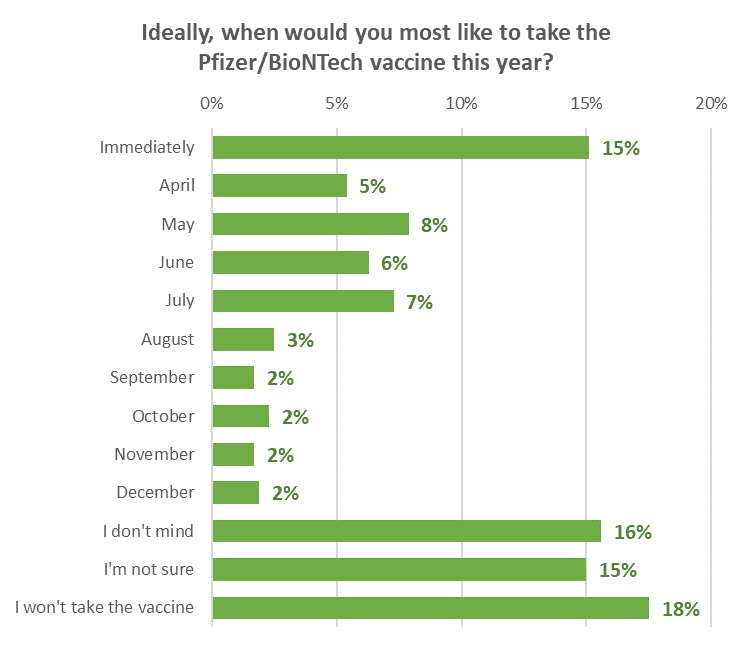 Ideally, when would you most like to take the
Pfizer/BioNTech vaccine this year?
0% 5% 10% 15% 20%
Immediately 15%
April 5%
May 8%
June 6%
July 7%
August 3%
September 2%
October 2%
November 2%
December 2%
I don't mind 16%
I'm not sure 15%
I won't take the vaccine 18%